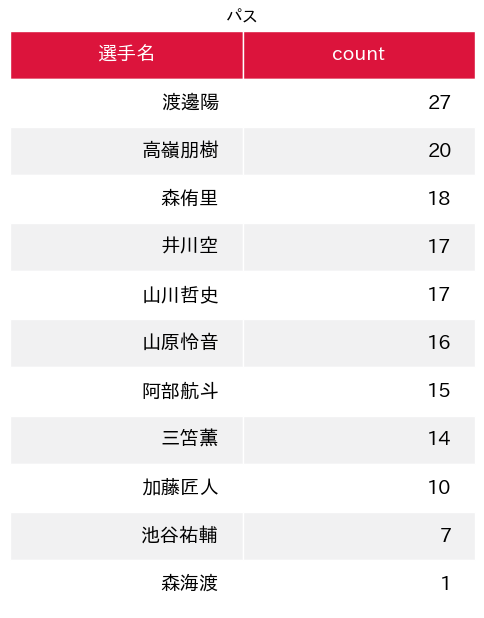 パス
選手名 count
渡邊陽 27
高嶺朋樹 20
森侑里 18
井川空 17
山川哲史 17
山原怜音 16
阿部航斗 15
三笘薫 14
加藤匠人 10
池谷祐輔 7
森海渡 1